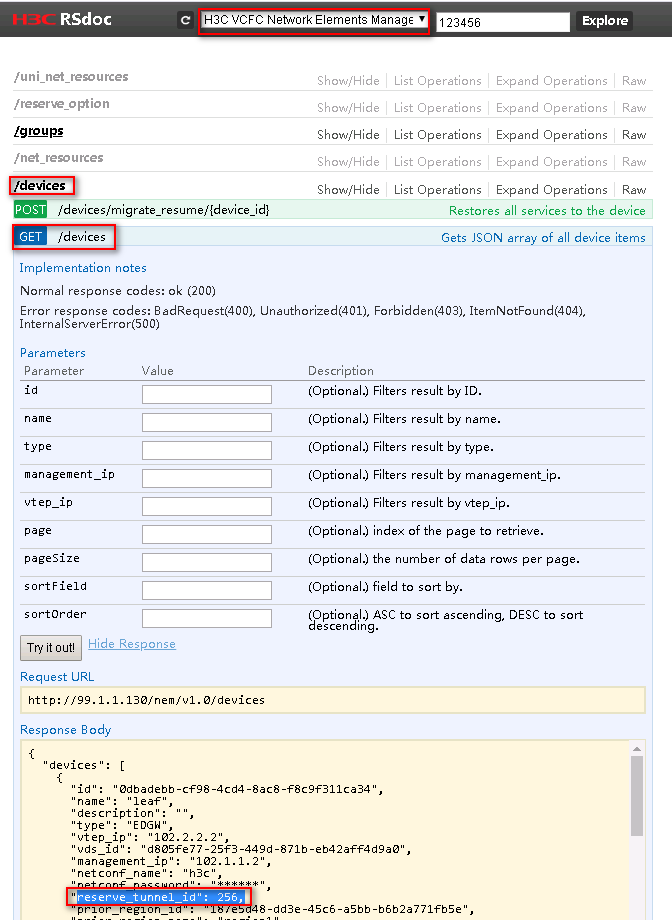 H3C RSdoc H3C VCFC Network Elements Manage 123456 Explore
/uni_net_resources Show/Hide List Operations Expand Operations Raw
/reserve_option Show/Hide List Operations Expand Operations Raw
/groups Show/Hide List Operations Expand Operations Raw
/net_resources Show/Hide List Operations Expand Operations Raw
/devices Show/Hide List Operations Expand Operations Raw
POST /devices/migrate_resume/{device_id} Restores all services to the device
GET /devices Gets JSON array of all device items
Implementation notes
Normal response codes: ok (200)
Error response codes: BadRequest(400), Unauthorized(401), Forbidden(403), ItemNotFound(404),
InternalServerError(500)
Parameters
Parameter Value Description
id (Optional.) Filters result by ID.
name (Optional.) Filters result by name.
type (Optional.) Filters result by type.
management_ip (Optional.) Filters result by management_ip.
vtep_ip (Optional.) Filters result by vtep_ip.
page (Optional.) index of the page to retrieve.
pageSize (Optional.) the number of data rows per page.
sortField (Optional.) field to sort by.
sortOrder (Optional.) ASC to sort ascending, DESC to sort
descending.
Try it out! Hide Response
Request URL
http://99.1.1.130/nem/v1.0/devices
Response Body
{
"devices": [
{
"id": "0dbadebb-cf98-4cd4-8ac8-f8c9f311ca34",
"name": "leaf",
"description": "",
"type": "EDGW",
"vtep_ip": "102.2.2.2",
"vds_id": "d805fe77-25f3-449d-871b-eb42aff4d9a0",
"management_ip": "102.1.1.2",
"netconf_name": "h3c",
"netconf_password": "******",
"reserve_tunnel_id": 256,
"prior_region_id": "187e5d48-dd3e-45c6-a5bb-b6b2a771fb5e",